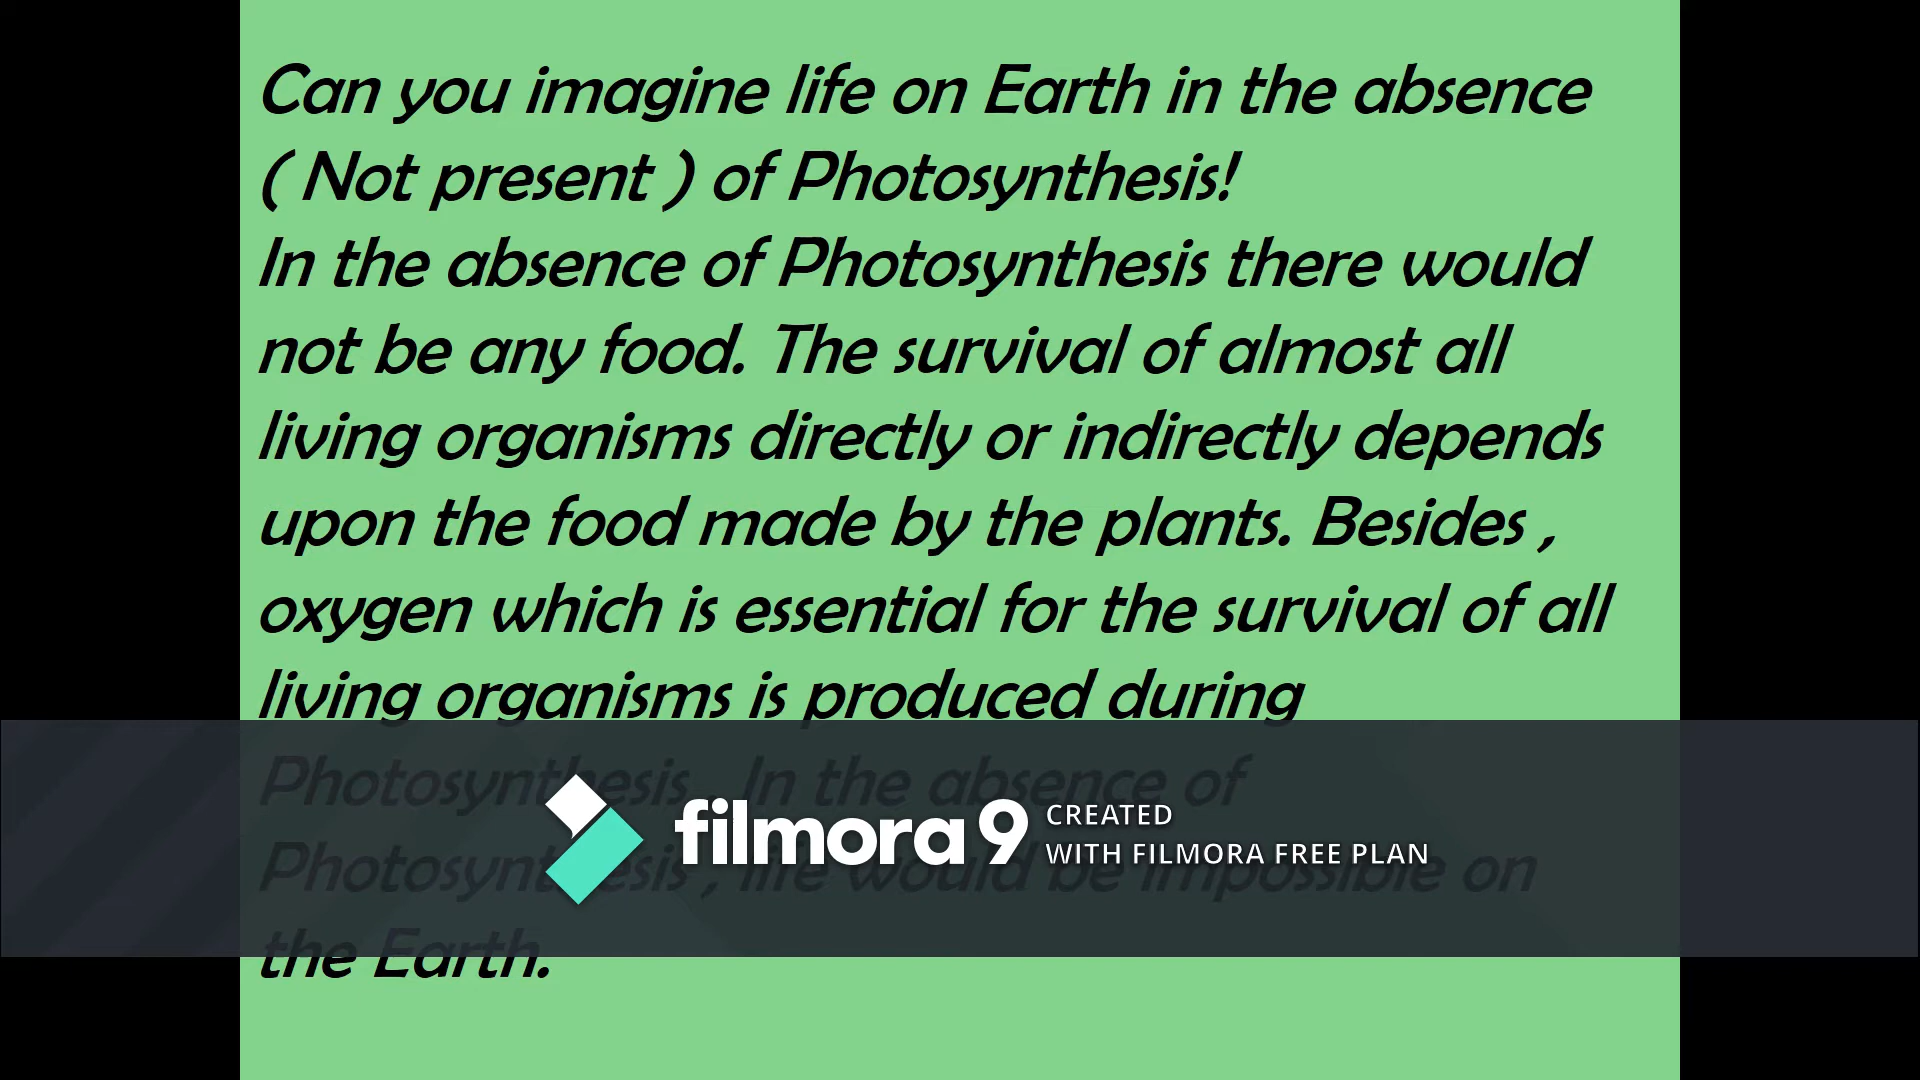 Can you imagine life on Earth in the absence
( Not present ) of Photosynthesis!
In the absence of Photosynthesis there would
not be any food. The survival of almost all
living organisms directly or indirectly depends
upon the food made by the plants. Besides ,
oxygen which is essential for the survival of all
living organisms is produced during
Photosynthesis . In the absence of
Photosynthesis , life would be impossible on
the Earth.
filmora9
CREATED
WITH FILMORA FREE PLAN